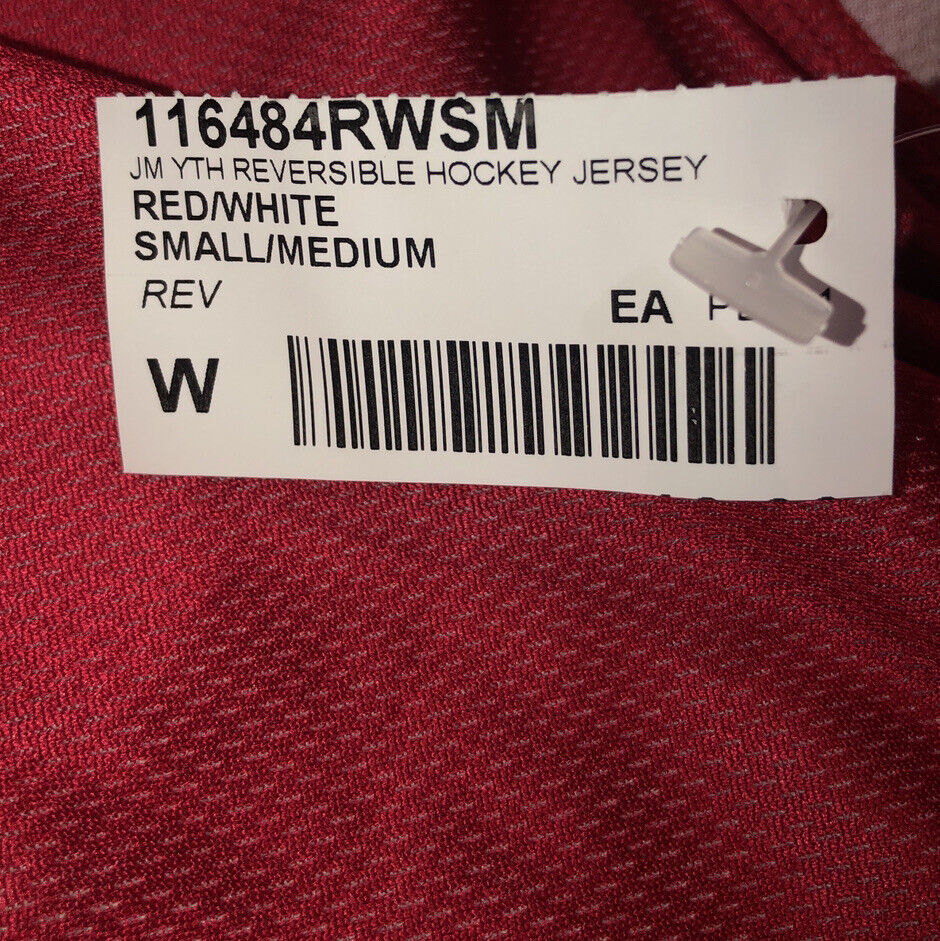 116484RWSM
JM YTH REVERSIBLE HOCKEY JERSEY
RED/WHITE
SMALL/MEDIUM
REV
EA
W